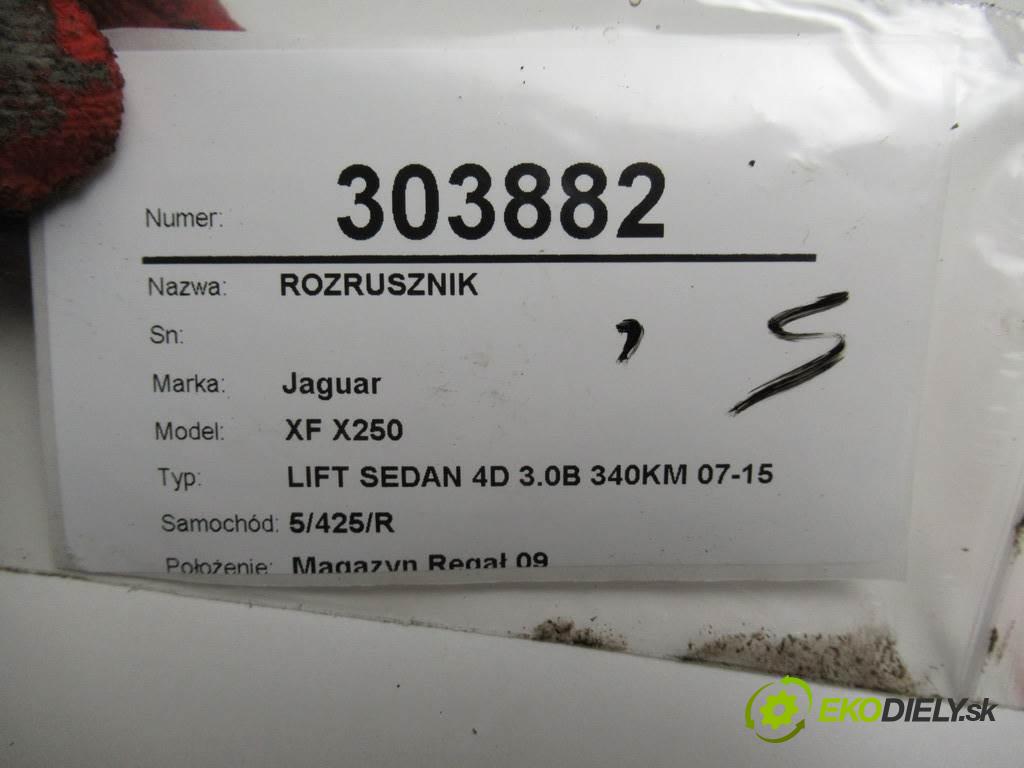 Numer: 303882
Nazwa: ROZRUSZNIK
Sn:
Marka: Jaguar
Model: XF X250
Typ: LIFT SEDAN 4D 3.0B 340KM 07-15
Samochód: 5/425/R
Położenie: Magazyn Regał 09
EKODIELY.sk